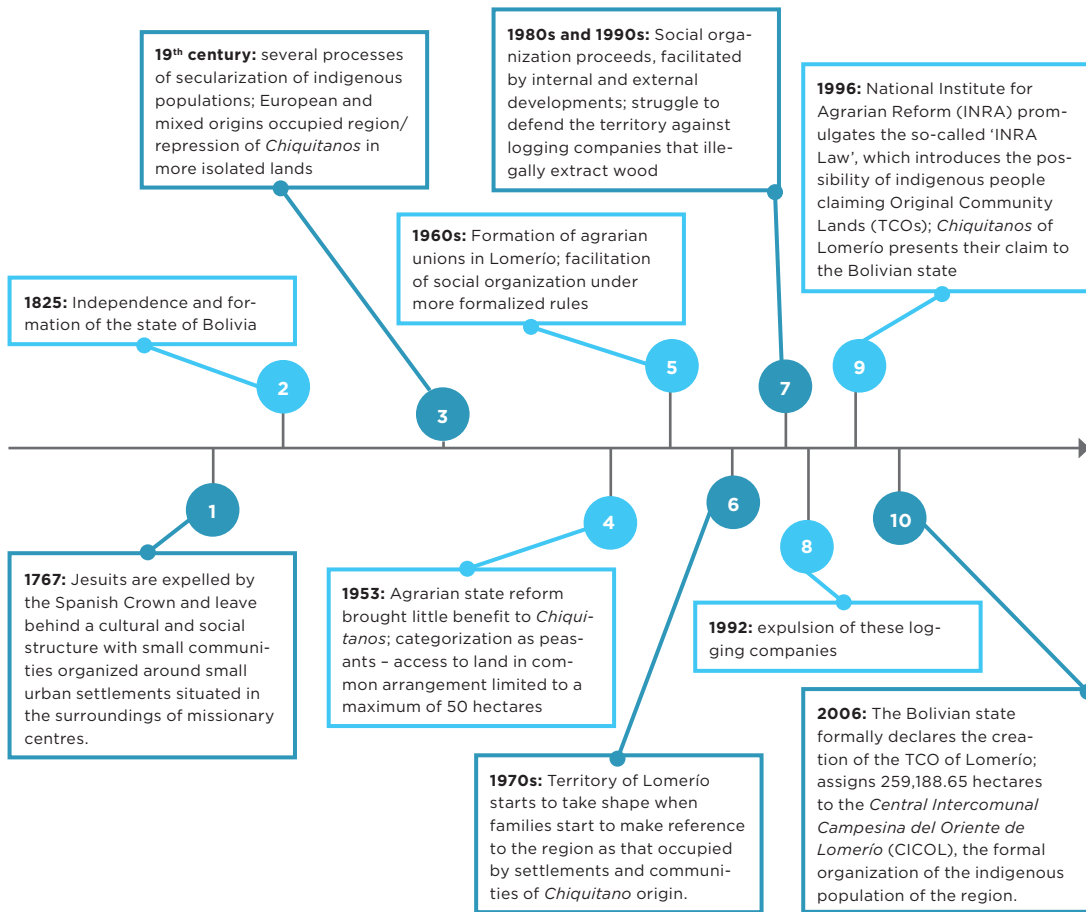 19th century: several processes
of secularization of indigenous
populations; European and
mixed origins occupied region/
repression of Chiquitanos in
more isolated lands
1980s and 1990s: Social orga-
nization proceeds, facilitated
by internal and external
developments; struggle to
defend the territory against
logging companies that ille-
gally extract wood
1996: National Institute for
Agrarian Reform (INRA) prom-
ulgates the so-called ‘INRA
Law’, which introduces the pos-
sibility of indigenous people
claiming Original Community
Lands (TCOs); Chiquitanos of
Lomerío presents their claim to
the Bolivian state
1825: Independence and for-
mation of the state of Bolivia
1960s: Formation of agrarian
unions in Lomerío; facilitation
of social organization under
more formalized rules
2
3
5
7
9
1
4
6
8
10
1767: Jesuits are expelled by
the Spanish Crown and leave
behind a cultural and social
structure with small communi-
ties organized around small
urban settlements situated in
the surroundings of missionary
centres.
1953: Agrarian state reform
brought little benefit to Chiqui-
tanos; categorization as peas-
ants – access to land in com-
mon arrangement limited to a
maximum of 50 hectares
1992: expulsion of these log-
ging companies
1970s: Territory of Lomerío
starts to take shape when
families start to make reference
to the region as that occupied
by settlements and communi-
ties of Chiquitano origin.
2006: The Bolivian state
formally declares the crea-
tion of the TCO of Lomerío;
assigns 259,188.65 hectares
to the Central Intercomunal
Campesina del Oriente de
Lomerío (CICOL), the formal
organization of the indigenous
population of the region.